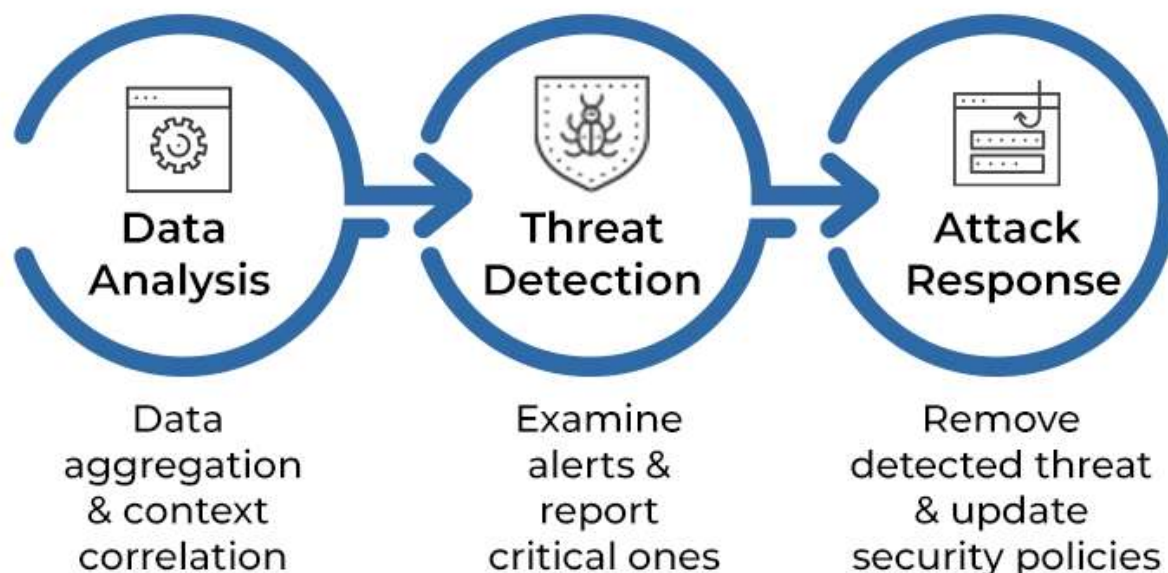 Data
Analysis
Threat
Detection
Attack
Response
Data
aggregation
& context
correlation
Examine
alerts &
report
critical ones
Remove
detected threat
& update
security policies